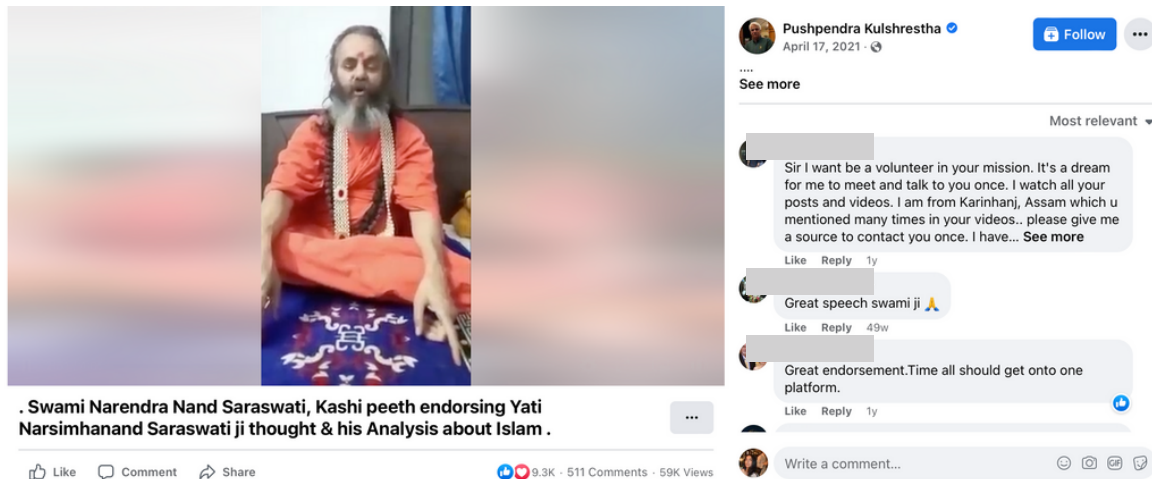 Pushpendra Kulshrestha
Follow
April 17, 2021
....
See more
Most relevant
Sir I want be a volunteer in your mission. It's a dream
for me to meet and talk to you once. I watch all your
posts and videos. I am from Karinhanj, Assam which u
mentioned many times in your videos.. please give me
a source to contact you once. I have... See more
Like Reply 1y
Great speech swami ji 🙏
Like Reply 49w
Great endorsement.Time all should get onto one
platform.
Like Reply 1y
Write a comment...
GIF
. Swami Narendra Nand Saraswati, Kashi peeth endorsing Yati
Narsimhanand Saraswati ji thought & his Analysis about Islam .
Like Comment Share 9.3K · 511 Comments · 59K Views